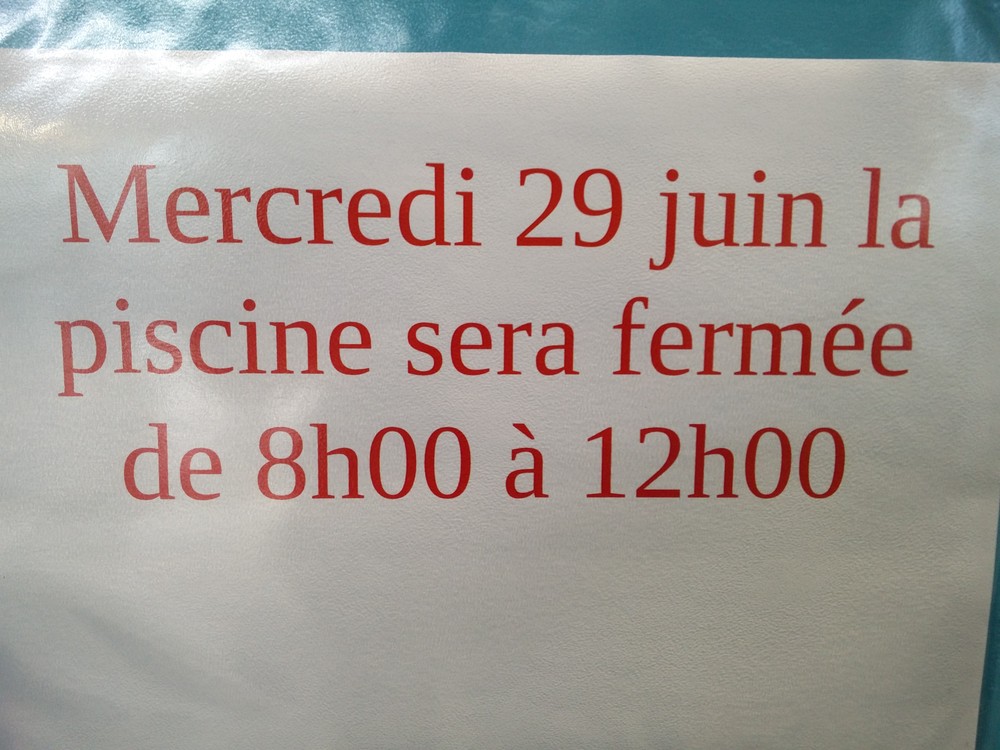 Mercredi 29 juin la
piscine sera fermée
de 8h00 à 12h00